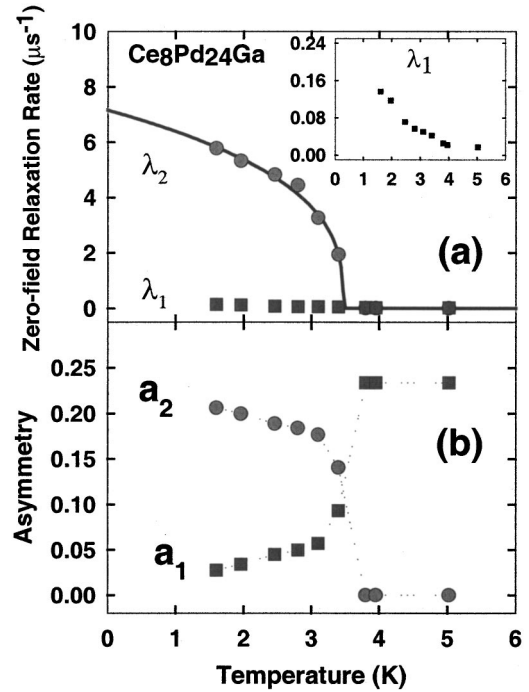 Ce8Pd24Ga
Zero-field Relaxation Rate (μs-1)
10
8
6
4
2
0
λ2
λ1
(a)
λ1
0.24
0.16
0.08
0.00
0 1 2 3 4 5 6
(b)
Asymmetry
0.25
0.20
0.15
0.10
0.05
0.00
a2
a1
0 1 2 3 4 5 6
Temperature (K)